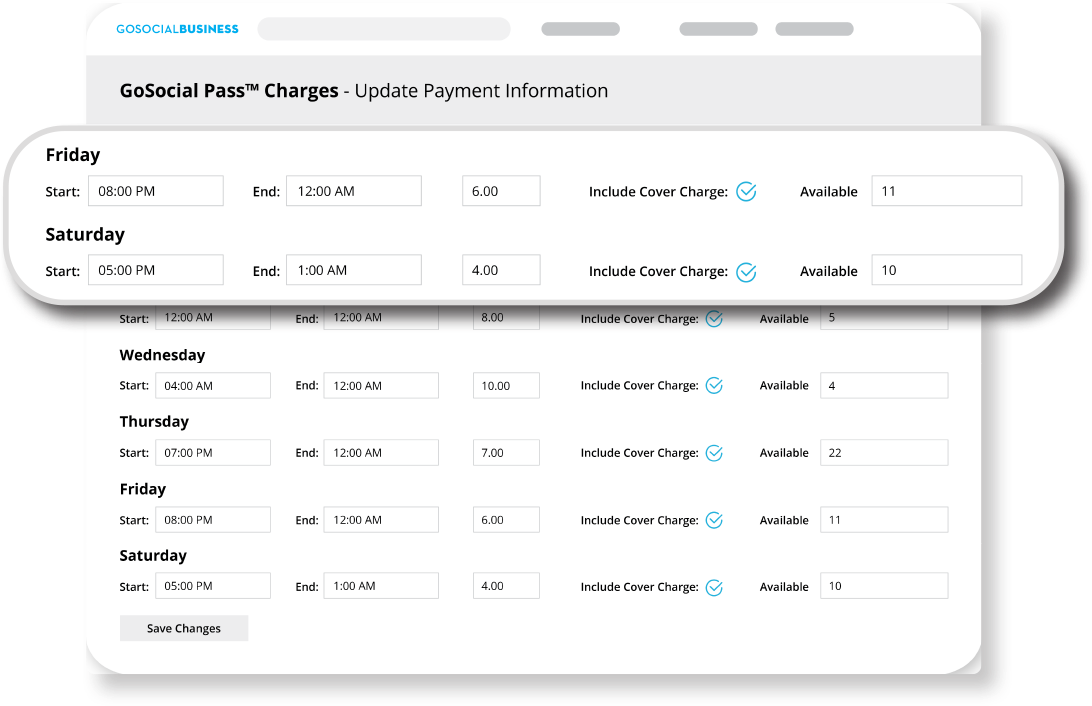 GOSOCIALBUSINESS
GoSocial Pass™ Charges - Update Payment Information
Friday
Start: 08:00 PM End: 12:00 AM 6.00 Include Cover Charge: Available 11
Saturday
Start: 05:00 PM End: 1:00 AM 4.00 Include Cover Charge: Available 10
Start: 12:00 AM End: 12:00 AM 8.00 Include Cover Charge: Available 5
Wednesday
Start: 04:00 AM End: 12:00 AM 10.00 Include Cover Charge: Available 4
Thursday
Start: 07:00 PM End: 12:00 AM 7.00 Include Cover Charge: Available 22
Friday
Start: 08:00 PM End: 12:00 AM 6.00 Include Cover Charge: Available 11
Saturday
Start: 05:00 PM End: 1:00 AM 4.00 Include Cover Charge: Available 10
Save Changes